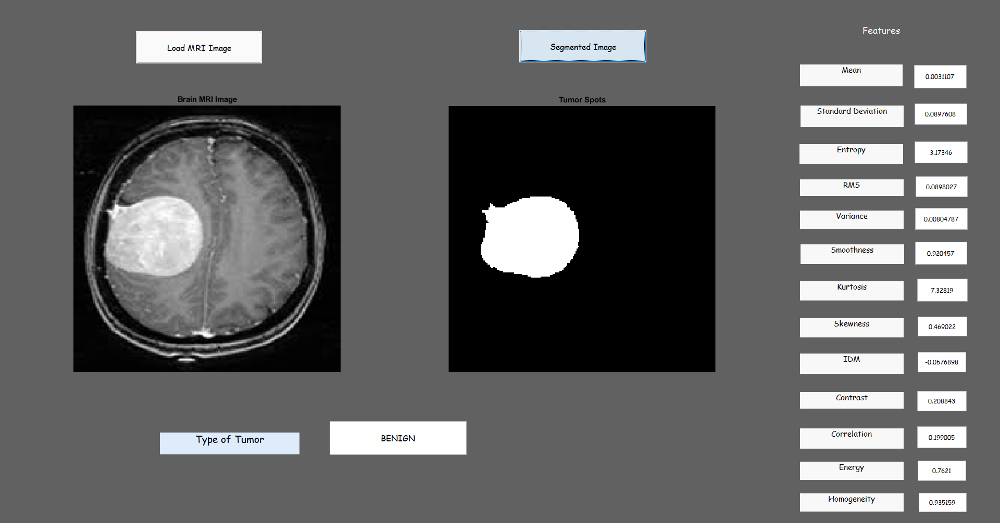 Load MRI Image
Segmented Image
Brain MRI Image
Tumor Spots
Type of Tumor
BENIGN
Features
Mean 0.0031107
Standard Deviation 0.0897608
Entropy 3.17346
RMS 0.0898027
Variance 0.00804787
Smoothness 0.920457
Kurtosis 7.32819
Skewness 0.469022
IDM -0.0576898
Contrast 0.208843
Correlation 0.199005
Energy 0.7621
Homogeneity 0.935159